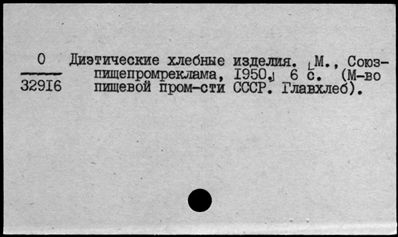 0 Диэтические хлебные изделия. [М., Союз-
пищепромреклама, 1950.] 6 с. (М-во
32916 пищевой пром-сти СССР. Главхлеб).